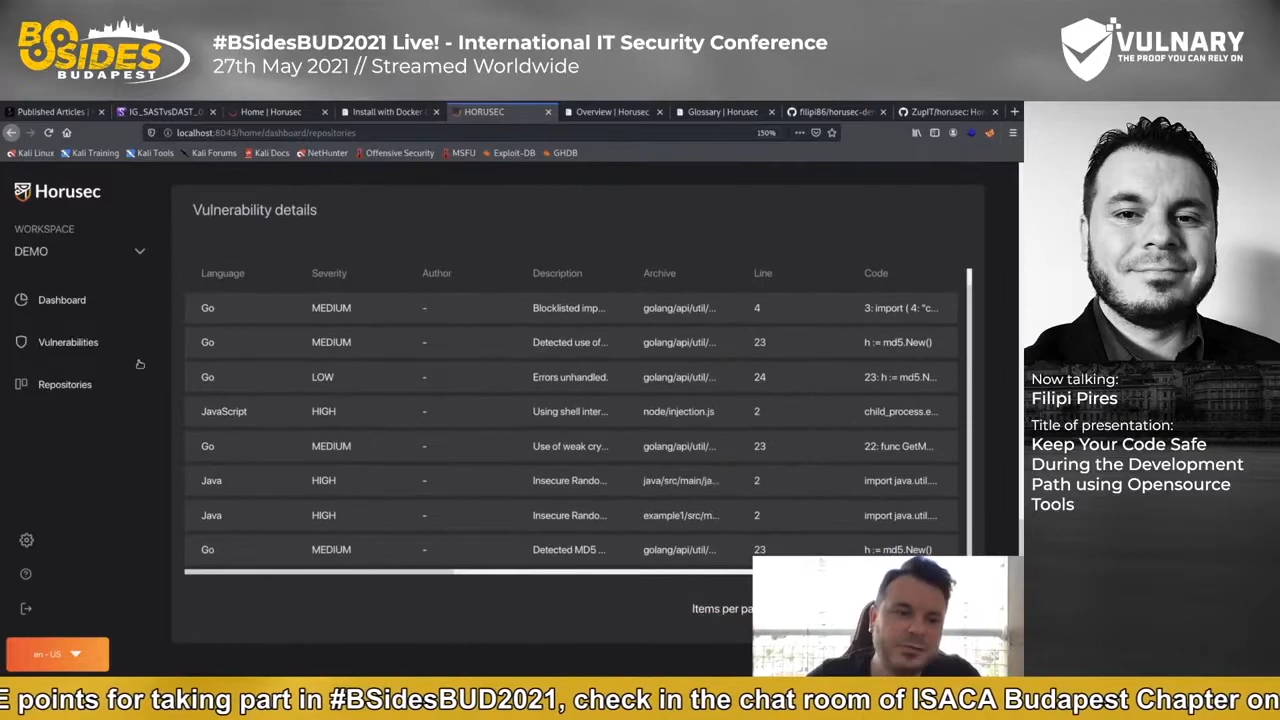 BSIDES
BUDAPEST
#BSidesBUD2021 Live! - International IT Security Conference
27th May 2021 // Streamed Worldwide
VULNARY
THE PROOF YOU CAN RELY ON
Published Articles |
IG_SASTvsDAST_0
Home | Horusec
Install with Docker C
HORUSEC
Overview | Horusec
Glossary | Horusec
filipi86/horusec-de
ZupIT/horusec: Ho
localhost:8043/home/dashboard/repositories
150%
Kali Linux
Kali Training
Kali Tools
Kali Forums
Kali Docs
NetHunter
Offensive Security
MSFU
Exploit-DB
GHDB
Horusec
WORKSPACE
DEMO
Dashboard
Vulnerabilities
Repositories
en - US
Vulnerability details
Language Severity Author Description Archive Line Code
Go MEDIUM - Blocklisted imp... golang/api/util/... 4 3: import ( 4: "c...
Go MEDIUM - Detected use of... golang/api/util/... 23 h := md5.New()
Go LOW - Errors unhandled. golang/api/util/... 24 23: h := md5.N...
JavaScript HIGH - Using shell inter... node/injection.js 2 child_process.e...
Go MEDIUM - Use of weak cry... golang/api/util/... 23 22: func GetM...
Java HIGH - Insecure Rando... java/src/main/ja... 2 import java.util....
Java HIGH - Insecure Rando... example1/src/m... 2 import java.util....
Go MEDIUM - Detected MD5 ... golang/api/util/... 23 h := md5.New()
Items per pa
Now talking:
Filipi Pires
Title of presentation:
Keep Your Code Safe
During the Development
Path using Opensource
Tools
E points for taking part in #BSidesBUD2021, check in the chat room of ISACA Budapest Chapter on